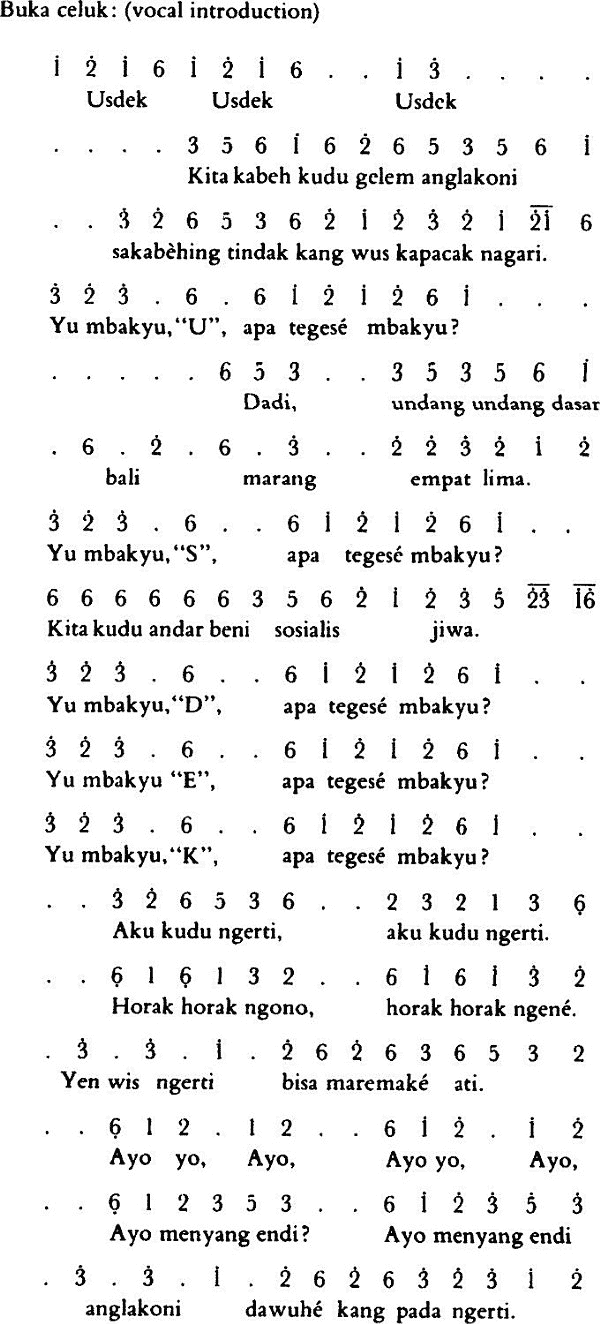 Buka celuk: (vocal introduction)
i̇ 2̇ i̇ 6 i̇ 2̇ i̇ 6 . . i̇ 3̇ . . . .
Usdek Usdek Usdek
. . . . 3 5 6 i̇ 6 2̇ 6 5 3 5 6 i̇
Kita kabeh kudu gelem anglakoni
. . 3̇ 2̇ 6 5 3 6 2̇ i̇ 2̇ 3̇ 2̇ i̇ 2̇̅i̇̅ 6
sakabèhing tindak kang wus kapacak nagari.
3̇ 2̇ 3̇ . 6 . 6 i̇ 2̇ i̇ 2̇ 6 i̇ . . .
Yu mbakyu, “U”, apa tegesé mbakyu?
. . . . . 6 5 3 . . 3 5 3 5 6 i̇
Dadi, undang undang dasar
. 6 . 2̇ . 6 . 3̇ . . 2̇ 2̇ 3̇ 2̇ i̇ 2̇
bali marang empat lima.
3̇ 2̇ 3̇ . 6 . . 6 i̇ 2̇ i̇ 2̇ 6 i̇ . .
Yu mbakyu, “S”, apa tegesé mbakyu?
6 6 6 6 6 6 3 5 6 2̇ i̇ 2̇ 3̇ 5̇ 2̇̅3̇̅ i̇̅6̇̅
Kita kudu andar beni sosialis jiwa.
3̇ 2̇ 3̇ . 6 . . 6 i̇ 2̇ i̇ 2̇ 6 i̇ . .
Yu mbakyu, “D”, apa tegesé mbakyu?
3̇ 2̇ 3̇ . 6 . . 6 i̇ 2̇ i̇ 2̇ 6 i̇ . .
Yu mbakyu “E”, apa tegesé mbakyu?
3̇ 2̇ 3̇ . 6 . . 6 i̇ 2̇ i̇ 2̇ 6 i̇ . .
Yu mbakyu, “K”, apa tegesé mbakyu?
. . 3̇ 2̇ 6 5 3 6 . . 2 3 2 1 3 6̣
Aku kudu ngerti, aku kudu ngerti.
. . 6̣ 1 6̣ 1 3 2 . . 6 i̇ 6 i̇ 3̇ 2̇
Horak horak ngono, horak horak ngené.
. 3̇ . 3̇ . i̇ . 2̇ 6 2̇ 6 3 6 5 3 2
Yen wis ngerti bisa maremaké ati.
. . 6̣ 1 2 . 1 2 . . 6 i̇ 2̇ . i̇ 2̇
Ayo yo, Ayo, Ayo yo, Ayo,
. . 6̣ 1 2 3 5 3 . . 6 i̇ 2̇ 3̇ 5̇ 3̇
Ayo menyang endi? Ayo menyang endi
. 3̇ . 3̇ . i̇ . 2̇ 6 2̇ 6 3̇ 2̇ 3̇ i̇ 2̇
anglakoni dawuhé kang pada ngerti.